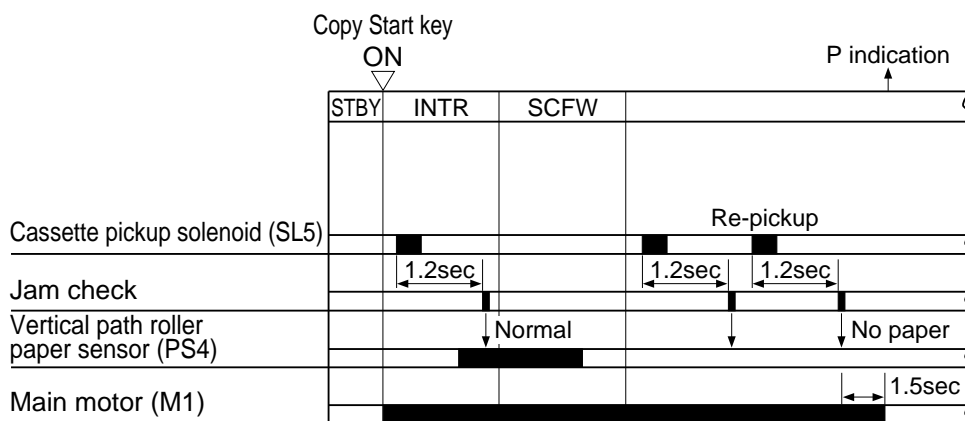 Copy Start key
ON
P indication
STBY
INTR
SCFW
Re-pickup
Cassette pickup solenoid (SL5)
1.2sec
1.2sec
1.2sec
Jam check
Vertical path roller
paper sensor (PS4)
Normal
No paper
1.5sec
Main motor (M1)